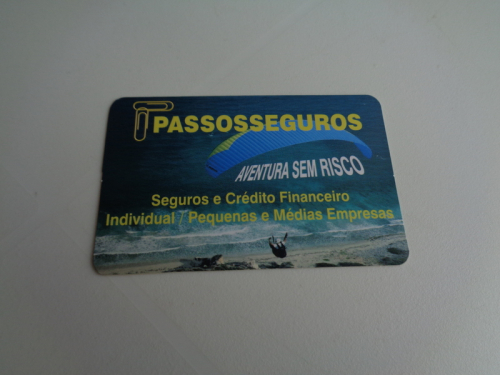 PASSOSSEGUROS
AVENTURA SEM RISCO
Seguros e Crédito Financeiro
Individual / Pequenas e Médias Empresas